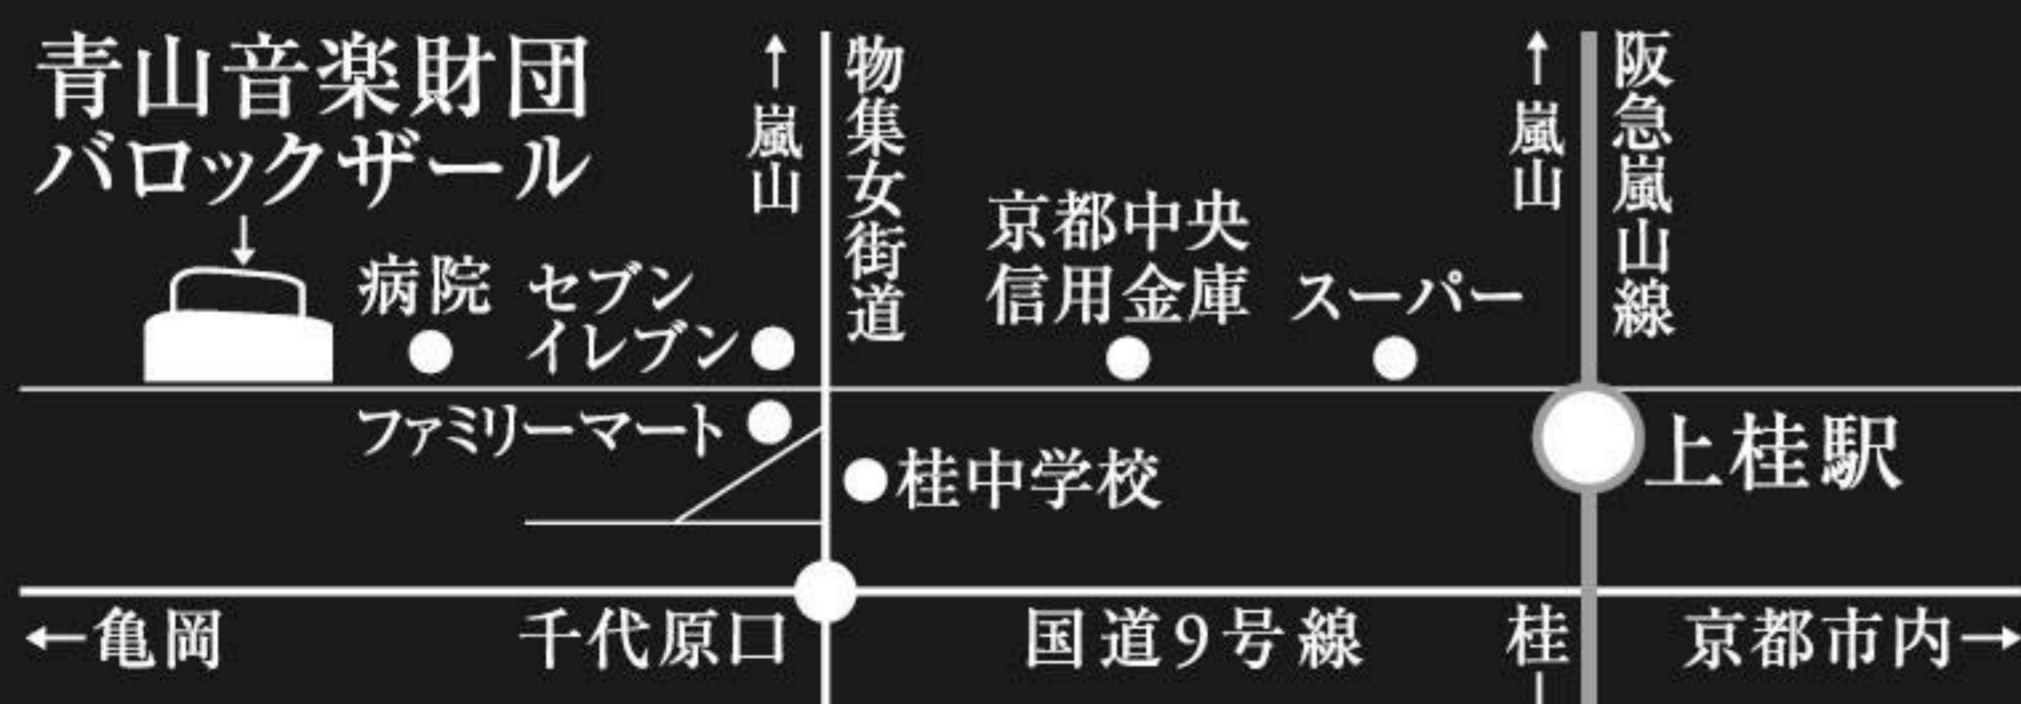 青山音楽財団
バロックザール
↑嵐山
物集女街道
↑嵐山
阪急嵐山線
病院
セブン
イレブン
京都中央
信用金庫
スーパー
ファミリーマート
桂中学校
上桂駅
←亀岡
千代原口
国道9号線
桂
京都市内→